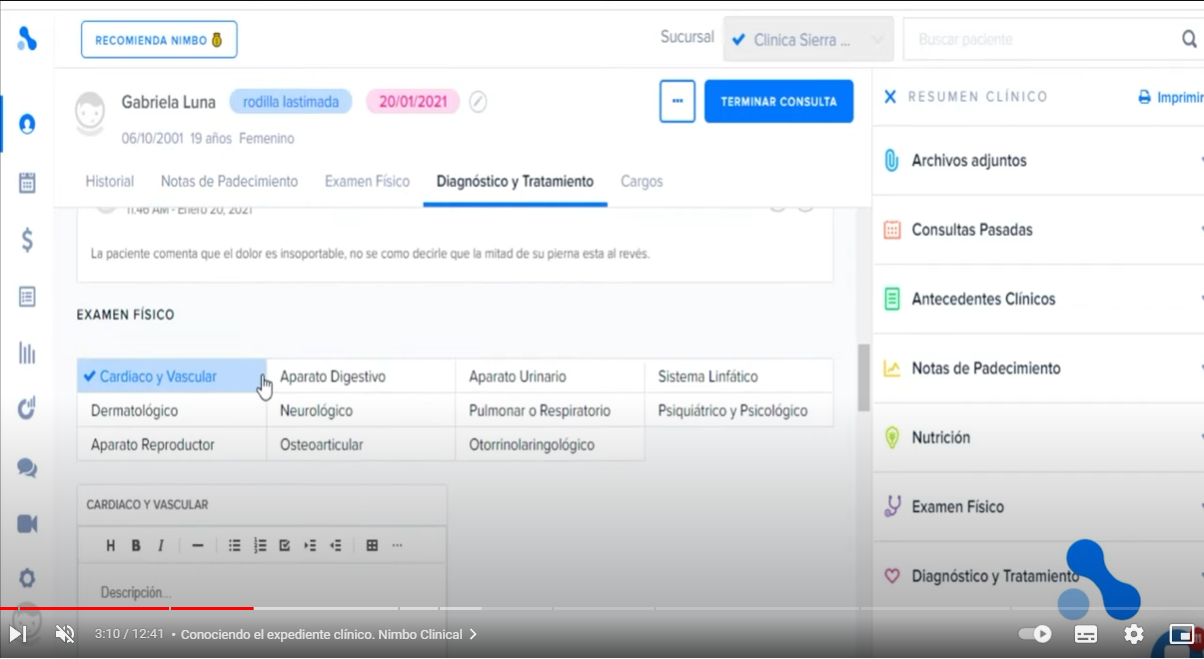 RECOMIENDA NIMBO
Sucursal
Clinica Sierra ...
Buscar paciente
Gabriela Luna
rodilla lastimada
20/01/2021
06/10/2001 19 años Femenino
TERMINAR CONSULTA
RESUMEN CLÍNICO
Imprimir
Historial
Notas de Padecimiento
Examen Físico
Diagnóstico y Tratamiento
Cargos
11:46 AM - Enero 20, 2021
La paciente comenta que el dolor es insoportable, no se como decirle que la mitad de su pierna esta al revés.
EXAMEN FÍSICO
Cardiaco y Vascular
Aparato Digestivo
Aparato Urinario
Sistema Linfático
Dermatológico
Neurológico
Pulmonar o Respiratorio
Psiquiátrico y Psicológico
Aparato Reproductor
Osteoarticular
Otorrinolaringológico
CARDIACO Y VASCULAR
H B I
Descripción...
Archivos adjuntos
Consultas Pasadas
Antecedentes Clínicos
Notas de Padecimiento
Nutrición
Examen Físico
Diagnóstico y Tratamiento
3:10 / 12:41 • Conociendo el expediente clínico. Nimbo Clinical